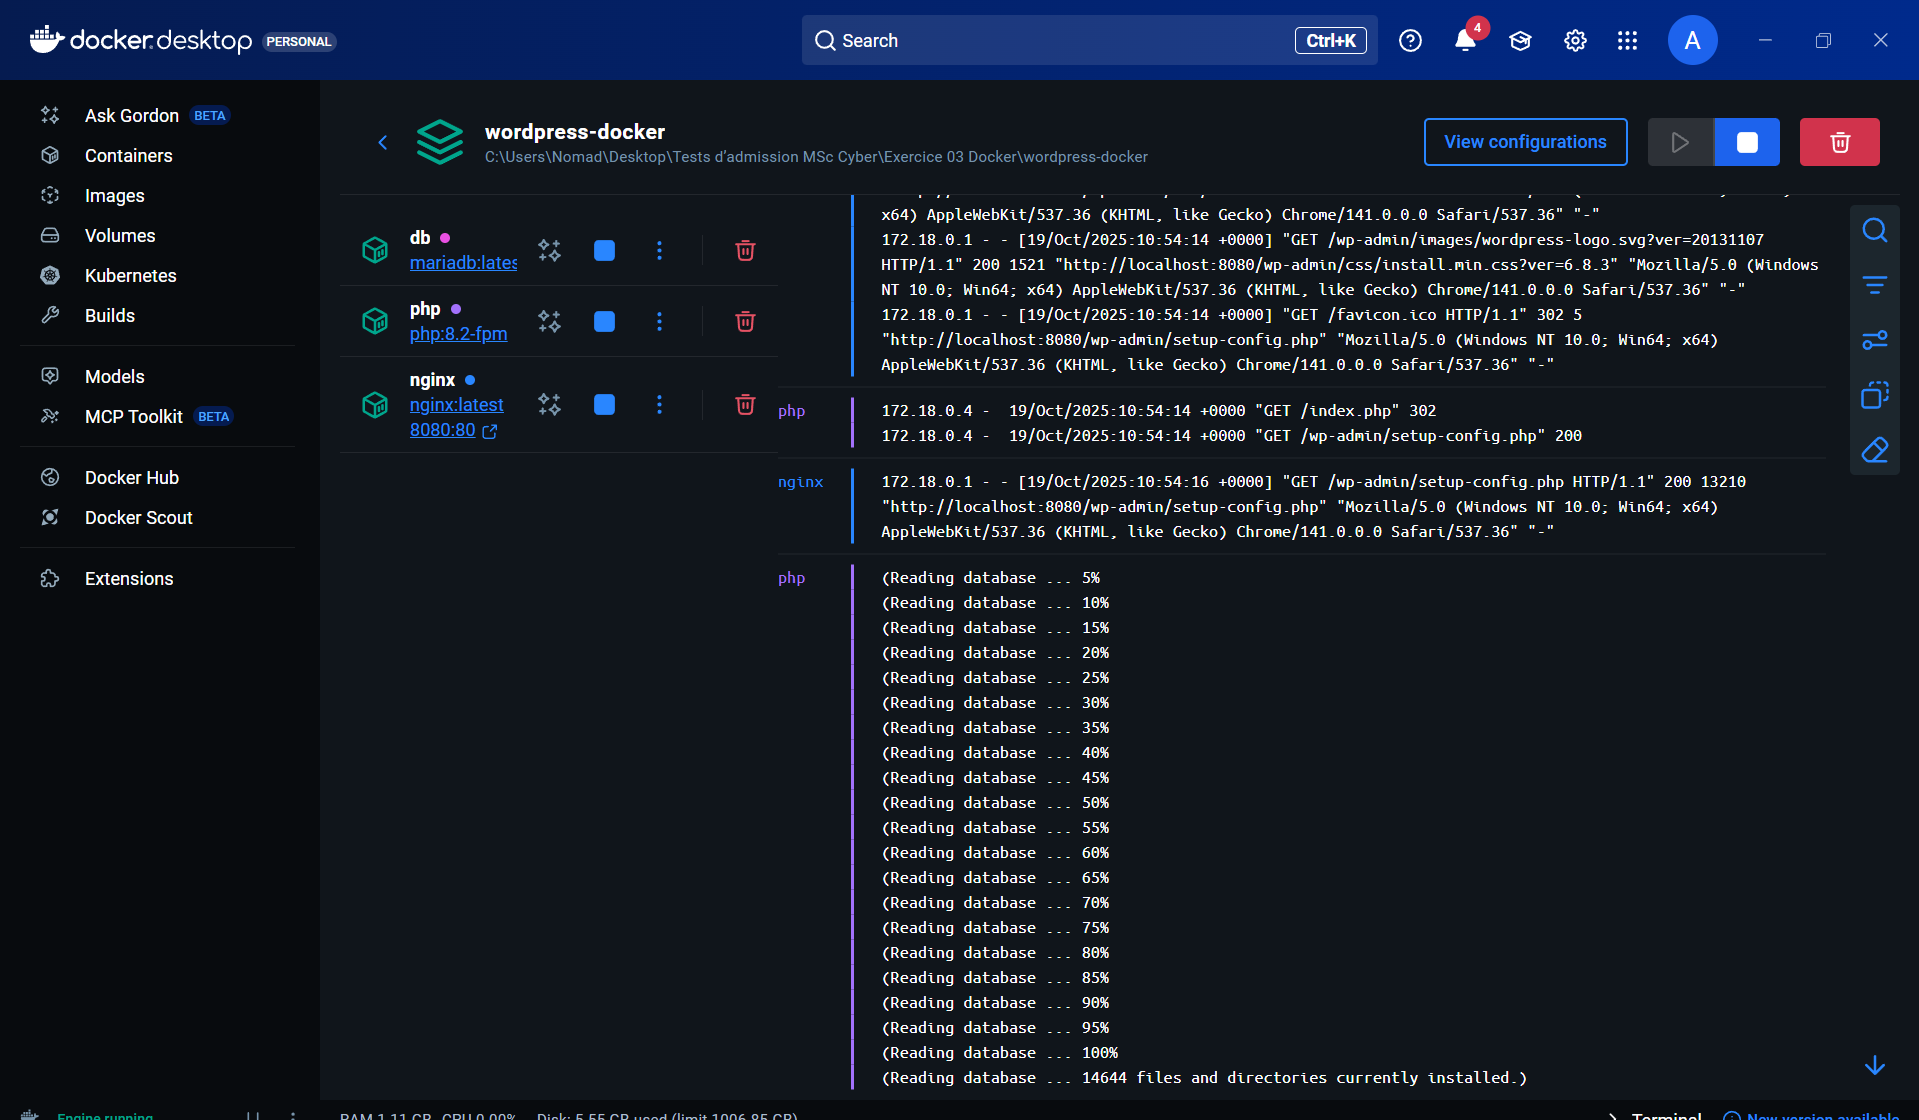 docker.desktop PERSONAL
Search
Ctrl+K
4
A
Ask Gordon BETA
Containers
Images
Volumes
Kubernetes
Builds
Models
MCP Toolkit BETA
Docker Hub
Docker Scout
Extensions
wordpress-docker
C:\Users\Nomad\Desktop\Tests d’admission MSc Cyber\Exercice 03 Docker\wordpress-docker
View configurations
db
mariadb:lates
php
php:8.2-fpm
nginx
nginx:latest
8080:80
x64) AppleWebKit/537.36 (KHTML, like Gecko) Chrome/141.0.0.0 Safari/537.36" "-"
172.18.0.1 - - [19/Oct/2025:10:54:14 +0000] "GET /wp-admin/images/wordpress-logo.svg?ver=20131107
HTTP/1.1" 200 1521 "http://localhost:8080/wp-admin/css/install.min.css?ver=6.8.3" "Mozilla/5.0 (Windows
NT 10.0; Win64; x64) AppleWebKit/537.36 (KHTML, like Gecko) Chrome/141.0.0.0 Safari/537.36" "-"
172.18.0.1 - - [19/Oct/2025:10:54:14 +0000] "GET /favicon.ico HTTP/1.1" 302 5
"http://localhost:8080/wp-admin/setup-config.php" "Mozilla/5.0 (Windows NT 10.0; Win64; x64)
AppleWebKit/537.36 (KHTML, like Gecko) Chrome/141.0.0.0 Safari/537.36" "-"
php
172.18.0.4 -  19/Oct/2025:10:54:14 +0000 "GET /index.php" 302
172.18.0.4 -  19/Oct/2025:10:54:14 +0000 "GET /wp-admin/setup-config.php" 200
nginx
172.18.0.1 - - [19/Oct/2025:10:54:16 +0000] "GET /wp-admin/setup-config.php HTTP/1.1" 200 13210
"http://localhost:8080/wp-admin/setup-config.php" "Mozilla/5.0 (Windows NT 10.0; Win64; x64)
AppleWebKit/537.36 (KHTML, like Gecko) Chrome/141.0.0.0 Safari/537.36" "-"
php
(Reading database ... 5%
(Reading database ... 10%
(Reading database ... 15%
(Reading database ... 20%
(Reading database ... 25%
(Reading database ... 30%
(Reading database ... 35%
(Reading database ... 40%
(Reading database ... 45%
(Reading database ... 50%
(Reading database ... 55%
(Reading database ... 60%
(Reading database ... 65%
(Reading database ... 70%
(Reading database ... 75%
(Reading database ... 80%
(Reading database ... 85%
(Reading database ... 90%
(Reading database ... 95%
(Reading database ... 100%
(Reading database ... 14644 files and directories currently installed.)
Engine running
RAM 1.11 GB CPU 0.00% Disk: 5.55 GB used (limit 1006.85 GB)
Terminal
New version available